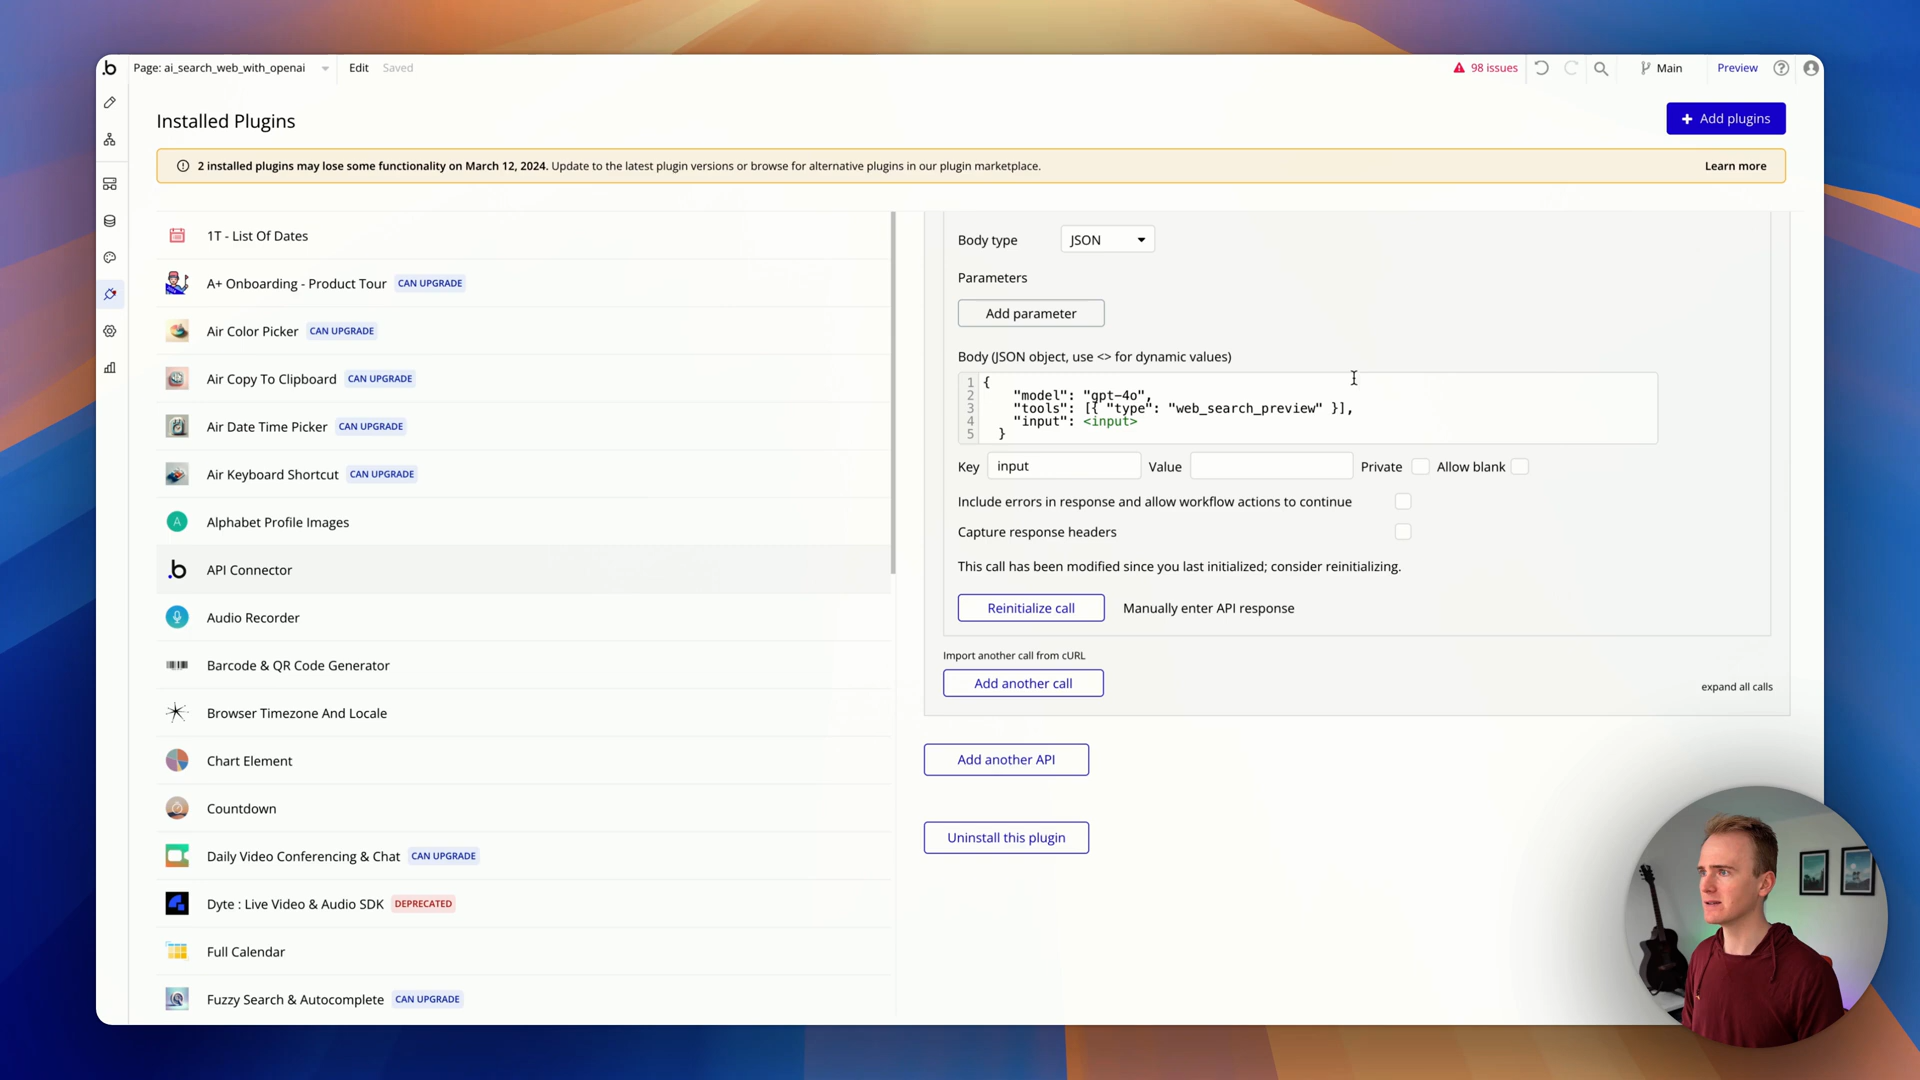 Page: ai_search_web_with_openai
Edit
Saved
98 issues
Main
Preview
Installed Plugins
+ Add plugins
2 installed plugins may lose some functionality on March 12, 2024. Update to the latest plugin versions or browse for alternative plugins in our plugin marketplace.
Learn more
1T - List Of Dates
A+ Onboarding - Product Tour CAN UPGRADE
Air Color Picker CAN UPGRADE
Air Copy To Clipboard CAN UPGRADE
Air Date Time Picker CAN UPGRADE
Air Keyboard Shortcut CAN UPGRADE
A Alphabet Profile Images
.b API Connector
Audio Recorder
Barcode & QR Code Generator
Browser Timezone And Locale
Chart Element
Countdown
Daily Video Conferencing & Chat CAN UPGRADE
Dyte : Live Video & Audio SDK DEPRECATED
Full Calendar
Fuzzy Search & Autocomplete CAN UPGRADE
Body type JSON
Parameters
Add parameter
Body (JSON object, use <> for dynamic values)
1 {
2 "model": "gpt-4o",
3 "tools": [{ "type": "web_search_preview" }],
4 "input": <input>
5 }
Key input Value Private Allow blank
Include errors in response and allow workflow actions to continue
Capture response headers
This call has been modified since you last initialized; consider reinitializing.
Reinitialize call Manually enter API response
Import another call from cURL
Add another call
expand all calls
Add another API
Uninstall this plugin